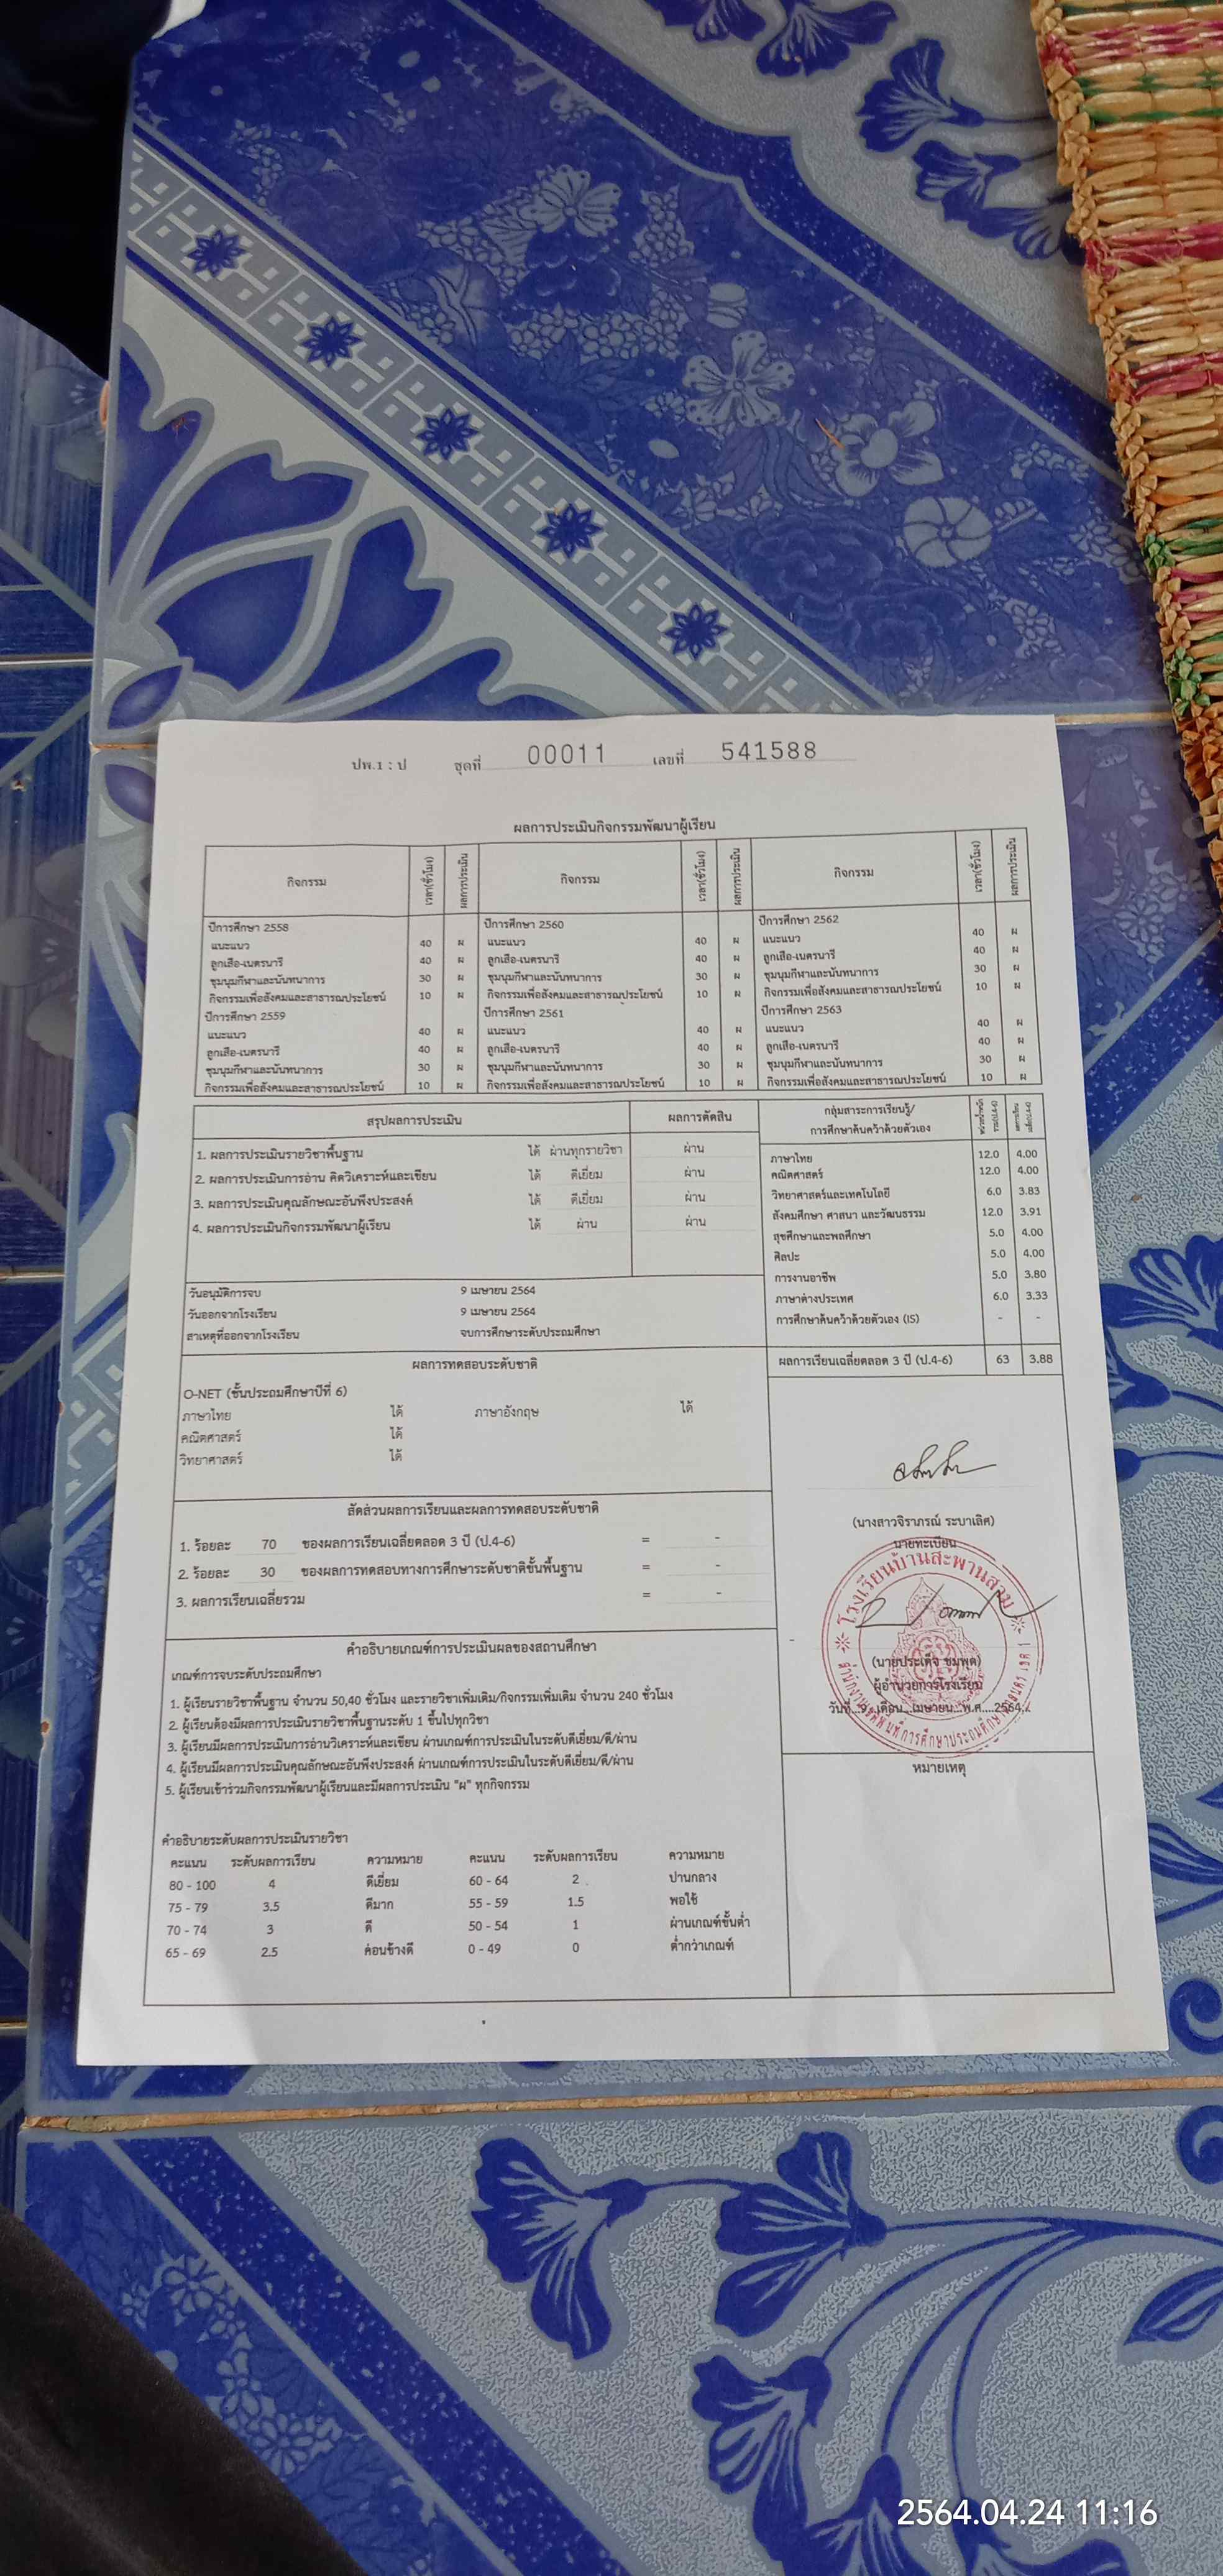 ปพ.1 : ป ชุดที่ 00011 เลขที่ 541588
ผลการประเมินกิจกรรมพัฒนาผู้เรียน
กิจกรรม เวลา(ชั่วโมง) ผลการประเมิน กิจกรรม เวลา(ชั่วโมง) ผลการประเมิน กิจกรรม เวลา(ชั่วโมง) ผลการประเมิน
ปีการศึกษา 2558 ปีการศึกษา 2560 ปีการศึกษา 2562
แนะแนว 40 ผ แนะแนว 40 ผ แนะแนว 40 ผ
ลูกเสือ-เนตรนารี 40 ผ ลูกเสือ-เนตรนารี 40 ผ ลูกเสือ-เนตรนารี 40 ผ
ชุมนุมกีฬาและนันทนาการ 30 ผ ชุมนุมกีฬาและนันทนาการ 30 ผ ชุมนุมกีฬาและนันทนาการ 30 ผ
กิจกรรมเพื่อสังคมและสาธารณประโยชน์ 10 ผ กิจกรรมเพื่อสังคมและสาธารณประโยชน์ 10 ผ กิจกรรมเพื่อสังคมและสาธารณประโยชน์ 10 ผ
ปีการศึกษา 2559 ปีการศึกษา 2561 ปีการศึกษา 2563
แนะแนว 40 ผ แนะแนว 40 ผ แนะแนว 40 ผ
ลูกเสือ-เนตรนารี 40 ผ ลูกเสือ-เนตรนารี 40 ผ ลูกเสือ-เนตรนารี 40 ผ
ชุมนุมกีฬาและนันทนาการ 30 ผ ชุมนุมกีฬาและนันทนาการ 30 ผ ชุมนุมกีฬาและนันทนาการ 30 ผ
กิจกรรมเพื่อสังคมและสาธารณประโยชน์ 10 ผ กิจกรรมเพื่อสังคมและสาธารณประโยชน์ 10 ผ กิจกรรมเพื่อสังคมและสาธารณประโยชน์ 10 ผ
สรุปผลการประเมิน ผลการตัดสิน
1. ผลการประเมินรายวิชาพื้นฐาน ได้ ผ่านทุกรายวิชา ผ่าน
2. ผลการประเมินการอ่าน คิดวิเคราะห์และเขียน ได้ ดีเยี่ยม ผ่าน
3. ผลการประเมินคุณลักษณะอันพึงประสงค์ ได้ ดีเยี่ยม ผ่าน
4. ผลการประเมินกิจกรรมพัฒนาผู้เรียน ได้ ผ่าน ผ่าน
วันอนุมัติการจบ 9 เมษายน 2564
วันออกจากโรงเรียน 9 เมษายน 2564
สาเหตุที่ออกจากโรงเรียน จบการศึกษาระดับประถมศึกษา
กลุ่มสาระการเรียนรู้/
การศึกษาค้นคว้าด้วยตัวเอง
ภาษาไทย 12.0 4.00
คณิตศาสตร์ 12.0 4.00
วิทยาศาสตร์และเทคโนโลยี 6.0 3.83
สังคมศึกษา ศาสนา และวัฒนธรรม 12.0 3.91
สุขศึกษาและพลศึกษา 5.0 4.00
ศิลปะ 5.0 4.00
การงานอาชีพ 5.0 3.80
ภาษาต่างประเทศ 6.0 3.33
การศึกษาค้นคว้าด้วยตัวเอง (IS) - -
ผลการเรียนเฉลี่ยตลอด 3 ปี (ป.4-6) 63 3.88
ผลการทดสอบระดับชาติ
O-NET (ชั้นประถมศึกษาปีที่ 6)
ภาษาไทย ได้ ภาษาอังกฤษ ได้
คณิตศาสตร์ ได้
วิทยาศาสตร์ ได้
สัดส่วนผลการเรียนและผลการทดสอบระดับชาติ
1. ร้อยละ 70 ของผลการเรียนเฉลี่ยตลอด 3 ปี (ป.4-6) = -
2. ร้อยละ 30 ของผลการทดสอบทางการศึกษาระดับชาติขั้นพื้นฐาน = -
3. ผลการเรียนเฉลี่ยรวม = -
(นางสาวจิราภรณ์ ระบาเลิศ)
นายทะเบียน
โรงเรียนบ้านสะพานสาม
(นายประเด็จ ชมพูด)
ผู้อำนวยการโรงเรียน
วันที่..9..เดือน..เมษายน..พ.ศ....2564..
หมายเหตุ
คำอธิบายเกณฑ์การประเมินผลของสถานศึกษา
เกณฑ์การจบระดับประถมศึกษา
1. ผู้เรียนรายวิชาพื้นฐาน จำนวน 50,40 ชั่วโมง และรายวิชาเพิ่มเติม/กิจกรรมเพิ่มเติม จำนวน 240 ชั่วโมง
2. ผู้เรียนต้องมีผลการประเมินรายวิชาพื้นฐานระดับ 1 ขึ้นไปทุกวิชา
3. ผู้เรียนมีผลการประเมินการอ่านวิเคราะห์และเขียน ผ่านเกณฑ์การประเมินในระดับดีเยี่ยม/ดี/ผ่าน
4. ผู้เรียนมีผลการประเมินคุณลักษณะอันพึงประสงค์ ผ่านเกณฑ์การประเมินในระดับดีเยี่ยม/ดี/ผ่าน
5. ผู้เรียนเข้าร่วมกิจกรรมพัฒนาผู้เรียนและมีผลการประเมิน "ผ" ทุกกิจกรรม
คำอธิบายระดับผลการประเมินรายวิชา
คะแนน ระดับผลการเรียน ความหมาย คะแนน ระดับผลการเรียน ความหมาย
80 - 100 4 ดีเยี่ยม 60 - 64 2 ปานกลาง
75 - 79 3.5 ดีมาก 55 - 59 1.5 พอใช้
70 - 74 3 ดี 50 - 54 1 ผ่านเกณฑ์ขั้นต่ำ
65 - 69 2.5 ค่อนข้างดี 0 - 49 0 ต่ำกว่าเกณฑ์
2564.04.24 11:16